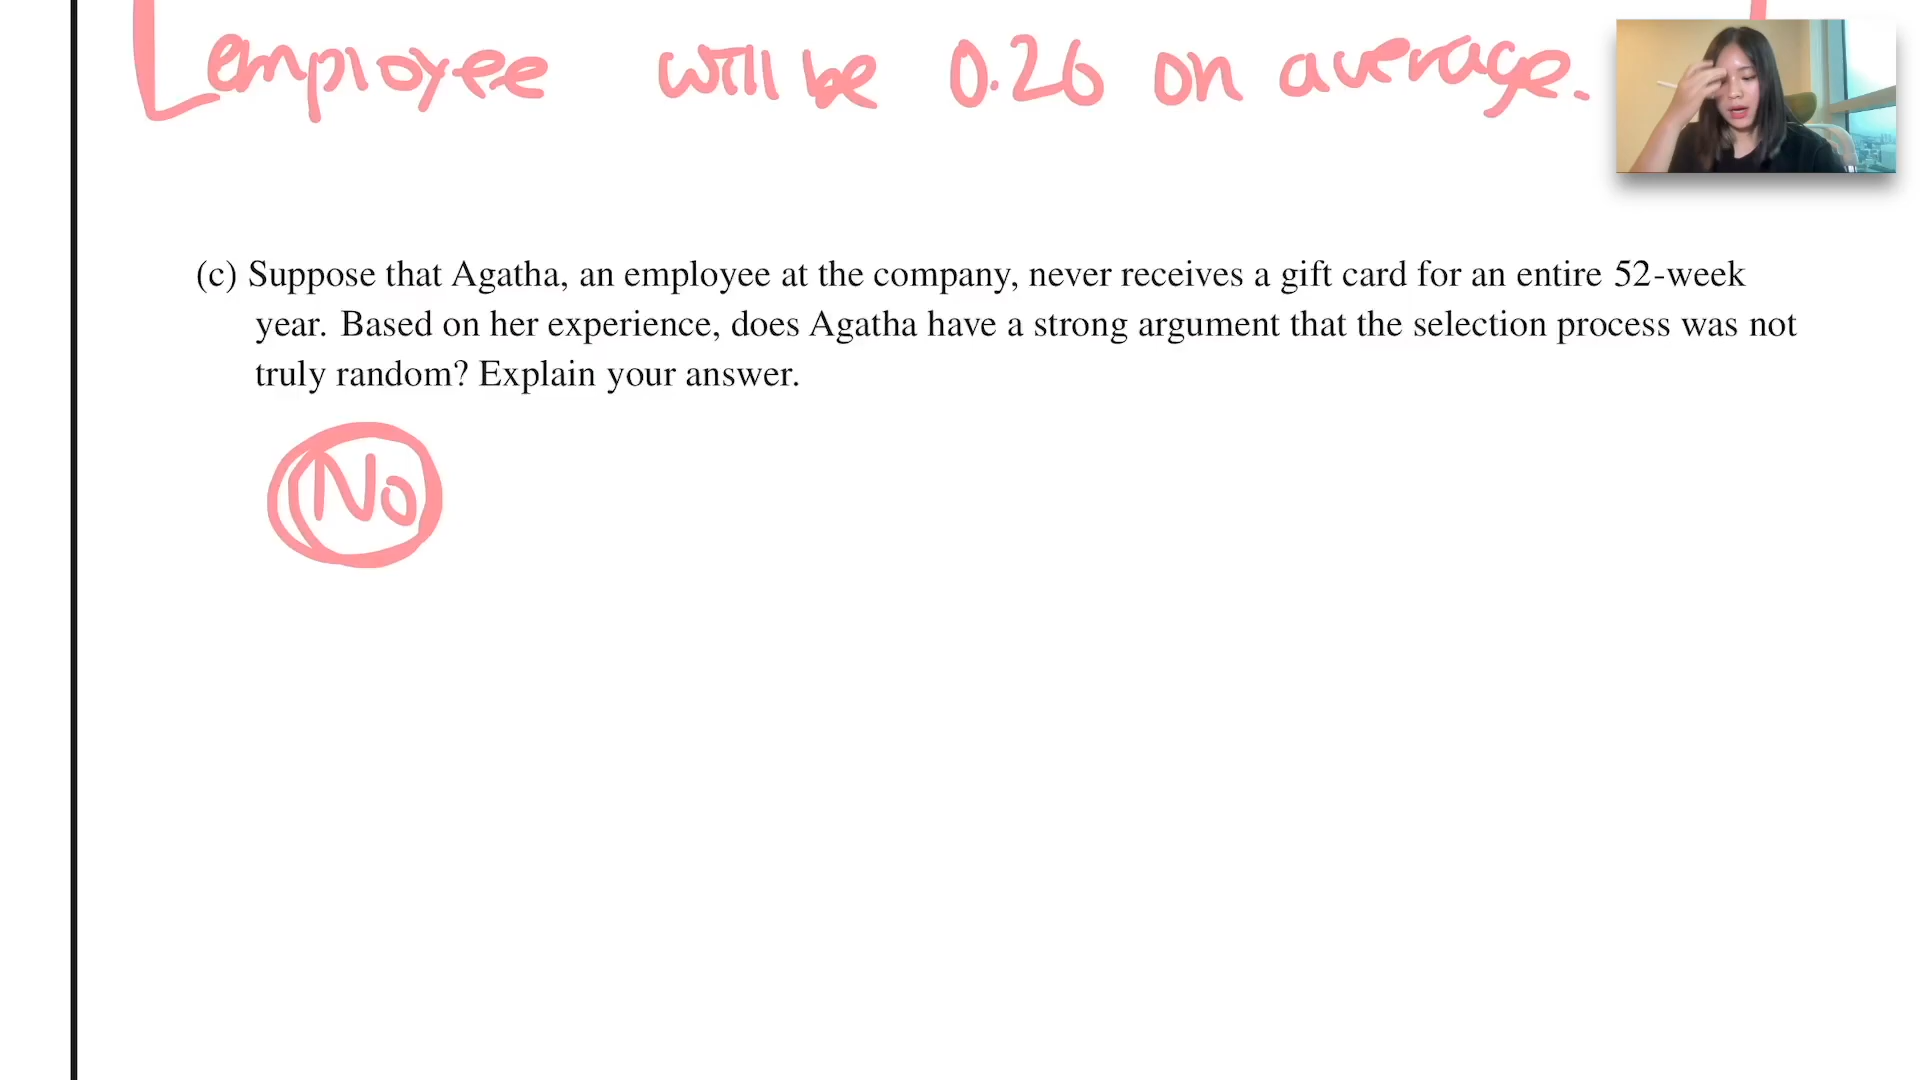 employee will be 0.26 on average.
(c) Suppose that Agatha, an employee at the company, never receives a gift card for an entire 52-week
year. Based on her experience, does Agatha have a strong argument that the selection process was not
truly random? Explain your answer.
No